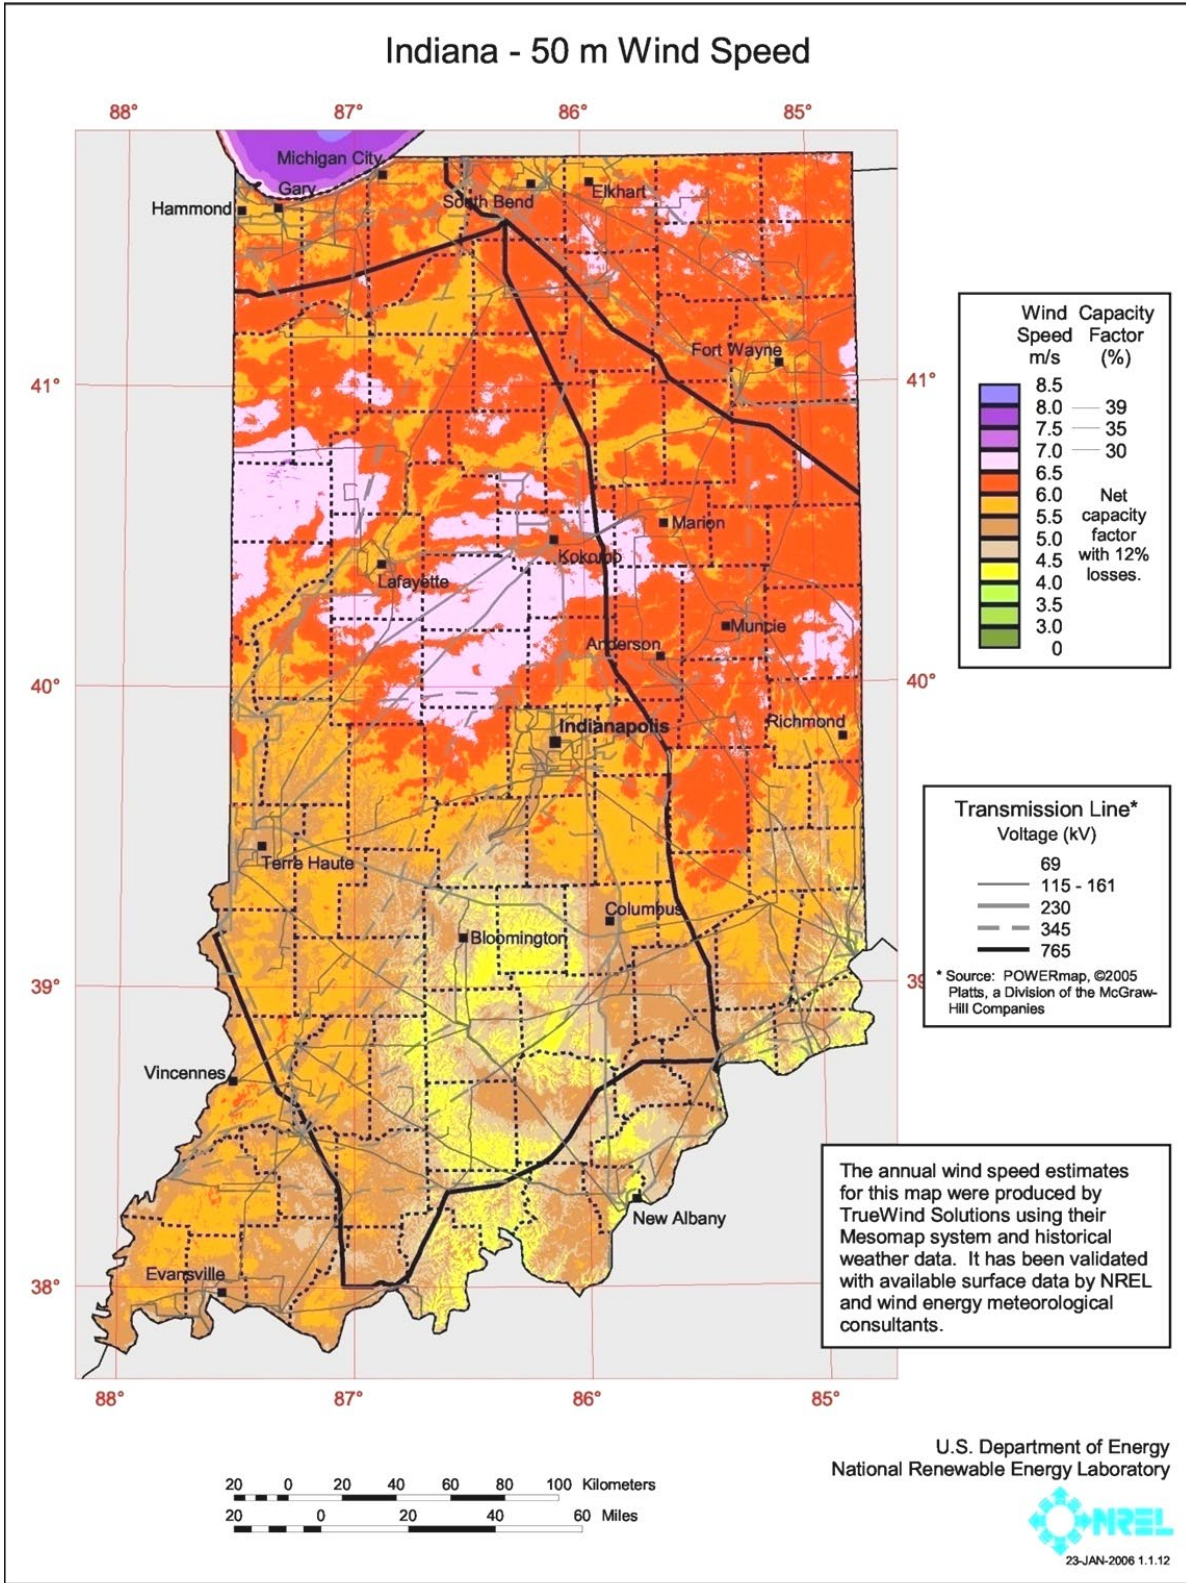 Indiana - 50 m Wind Speed
88° 87° 86° 85°
Michigan City
Hammond
Gary
South Bend
Elkhart
Fort Wayne
41° 41°
Marion
Kokomo
Lafayette
Muncie
Anderson
40° 40°
Richmond
Indianapolis
Terre Haute
Columbus
Bloomington
39° 39
Vincennes
New Albany
Evansville
38°
88° 87° 86° 85°
Wind Capacity
Speed Factor
m/s (%)
8.5
8.0 39
7.5 35
7.0 30
6.5
6.0 Net
5.5 capacity
5.0 factor
4.5 with 12%
4.0 losses.
3.5
3.0
0
Transmission Line*
Voltage (kV)
69
115 - 161
230
345
765
* Source: POWERmap, ©2005
Platts, a Division of the McGraw-
Hill Companies
The annual wind speed estimates
for this map were produced by
TrueWind Solutions using their
Mesomap system and historical
weather data. It has been validated
with available surface data by NREL
and wind energy meteorological
consultants.
U.S. Department of Energy
National Renewable Energy Laboratory
20 0 20 40 60 80 100 Kilometers
20 0 20 40 60 Miles
NREL
23-JAN-2006 1.1.12